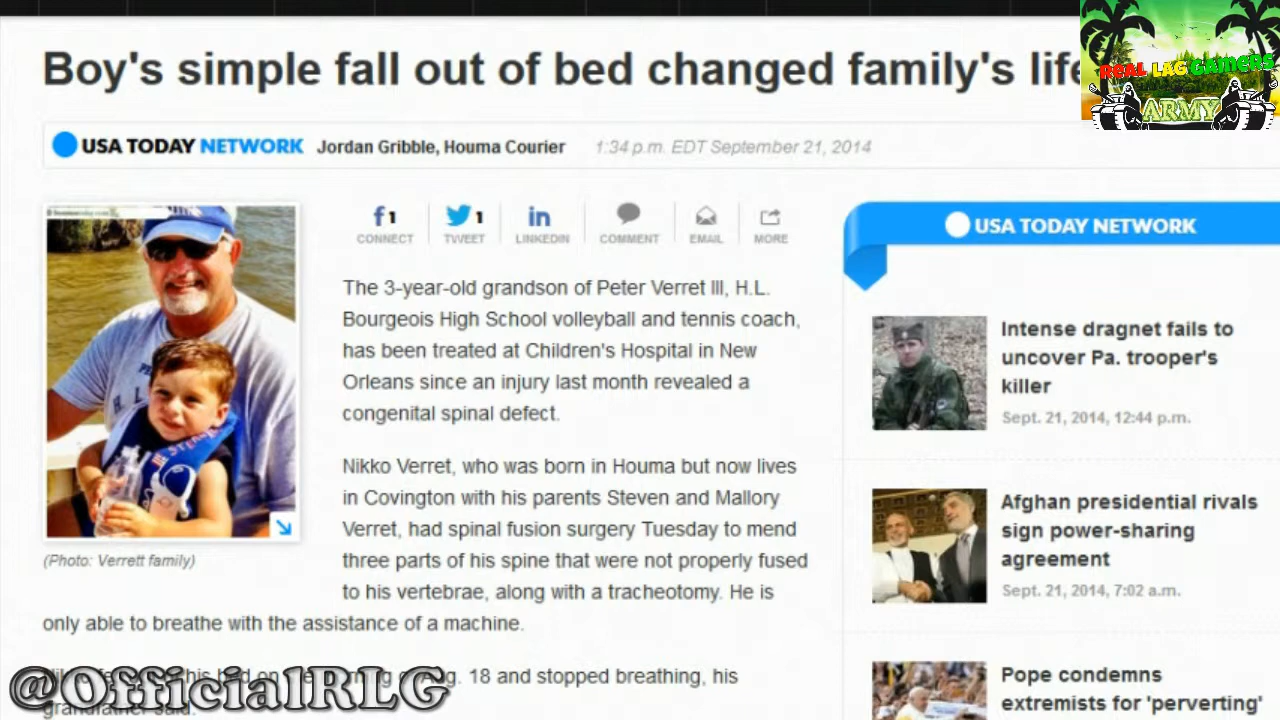 Boy's simple fall out of bed changed family's life
REAL LAG GAMERS
ARMY
USA TODAY NETWORK Jordan Gribble, Houma Courier 1:34 p.m. EDT September 21, 2014
f 1
CONNECT
1
TWEET
in
LINKEDIN
COMMENT
EMAIL
MORE
(Photo: Verrett family)
The 3-year-old grandson of Peter Verret III, H.L.
Bourgeois High School volleyball and tennis coach,
has been treated at Children's Hospital in New
Orleans since an injury last month revealed a
congenital spinal defect.
Nikko Verret, who was born in Houma but now lives
in Covington with his parents Steven and Mallory
Verret, had spinal fusion surgery Tuesday to mend
three parts of his spine that were not properly fused
to his vertebrae, along with a tracheotomy. He is
only able to breathe with the assistance of a machine.
his bed on 18 and stopped breathing, his
grandfather said.
@OfficialRLG
USA TODAY NETWORK
Intense dragnet fails to
uncover Pa. trooper's
killer
Sept. 21, 2014, 12:44 p.m.
Afghan presidential rivals
sign power-sharing
agreement
Sept. 21, 2014, 7:02 a.m.
Pope condemns
extremists for 'perverting'